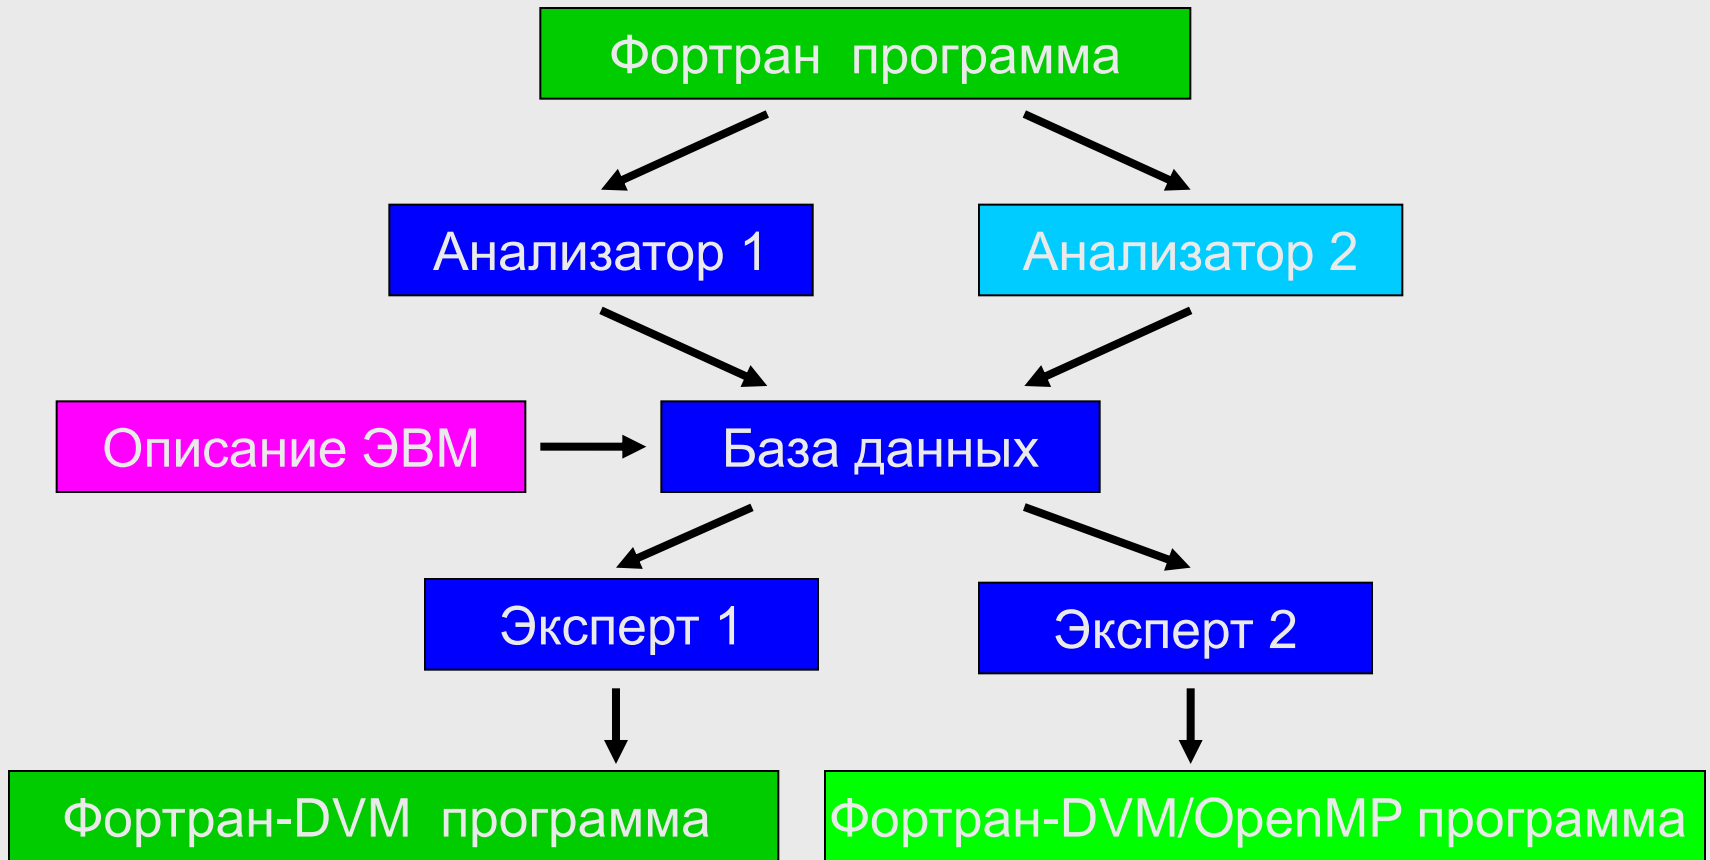 Фортран программа
Анализатор 1
Анализатор 2
Описание ЭВМ
База данных
Эксперт 1
Эксперт 2
Фортран-DVM программа
Фортран-DVM/OpenMP программа